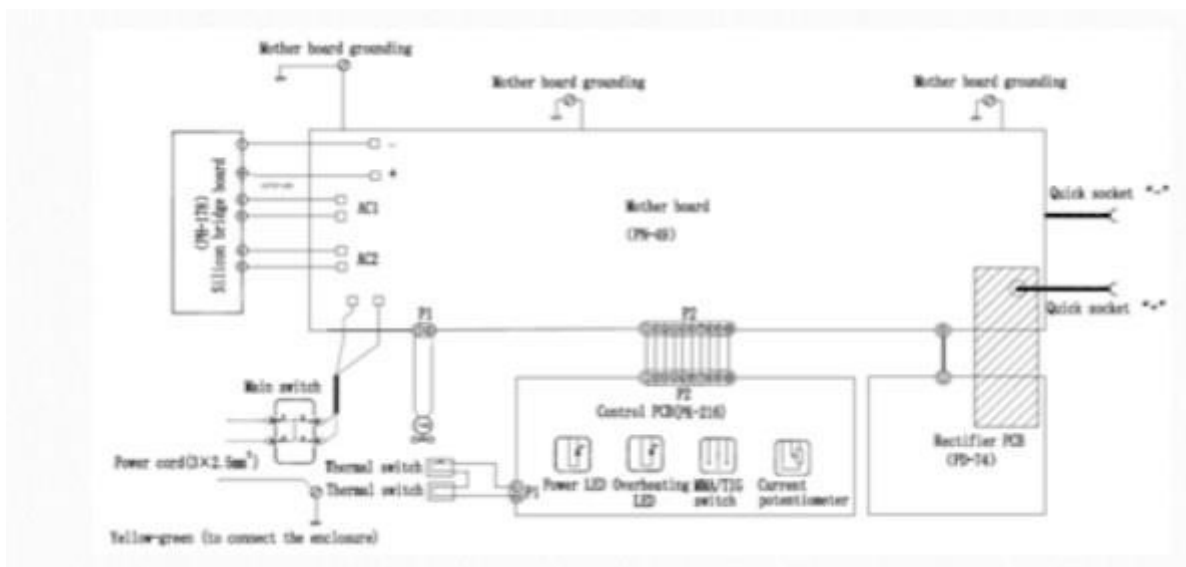 Mother board grounding
Mother board grounding
Mother board grounding
-
+
AC1
AC2
Silicon bridge board
Mother board
Quick socket "-"
Quick socket
P1
P2
P2
Main switch
Control PCB
Rectifier PCB
(PD-74)
Power cord(3×2.5mm²)
Thermal switch
Thermal switch
P1
Power LED
Overheating
LED
MMA/TIG
switch
Current
potentiometer
Yellow-green (to connect the enclosure)